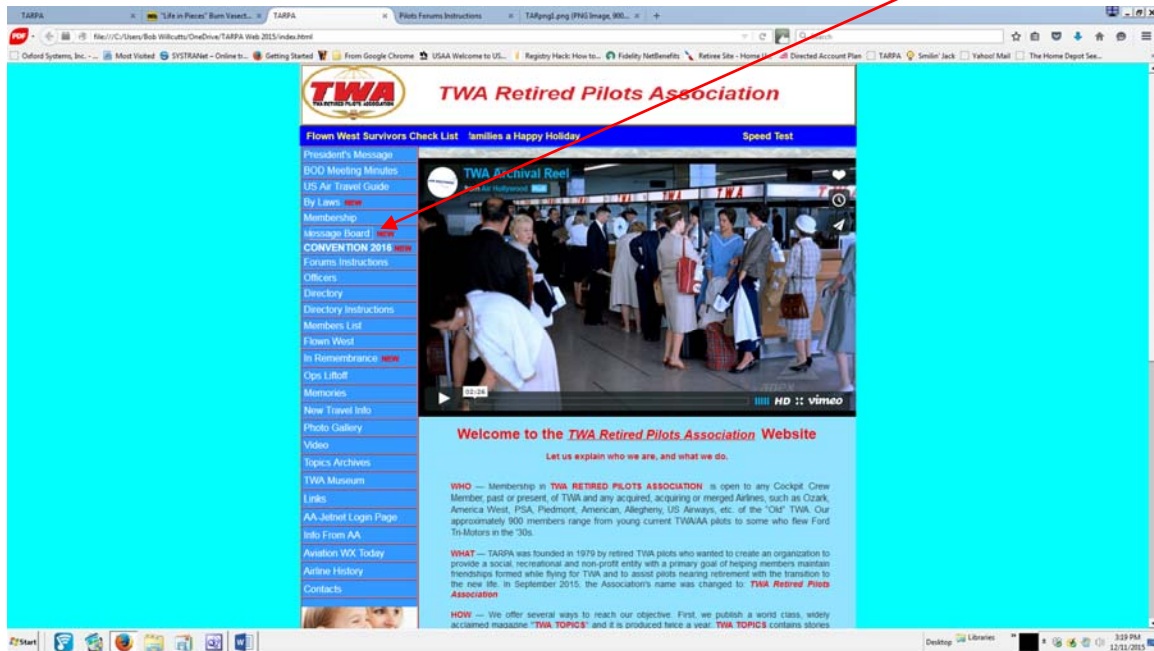 TARPA
"Life in Pieces" Burn Vasect...
TARPA
Pilots Forums Instructions
TARpng1.png (PNG Image, 900...
file:///C:/Users/Bob Willcutts/OneDrive/TARPA Web 2015/index.html
Search
Oxford Systems, Inc. - ...
Most Visited
SYSTRANet – Online tr...
Getting Started
From Google Chrome
USAA Welcome to US...
Registry Hack: How to...
Fidelity NetBenefits
Retiree Site - Home
Directed Account Plan
TARPA
Smilin' Jack
Yahoo! Mail
The Home Depot See...
TWA
TWA RETIRED PILOTS ASSOCIATION
TWA Retired Pilots Association
Flown West Survivors Check List families a Happy Holiday Speed Test
President's Message
BOD Meeting Minutes
US Air Travel Guide
By Laws NEW
Membership
Message Board NEW
CONVENTION 2016 NEW
Forums Instructions
Officers
Directory
Directory Instructions
Members List
Flown West
In Remembrance NEW
Ops Liftoff
Memories
New Travel Info
Photo Gallery
Video
Topics Archives
TWA Museum
Links
AA-Jetnet Login Page
Info From AA
Aviation WX Today
Airline History
Contacts
TWA Archival Reel
from Air Hollywood PLUS
TWA
TWA
02:26
HD :: vimeo
Welcome to the TWA Retired Pilots Association Website
Let us explain who we are, and what we do.
WHO — Membership in TWA RETIRED PILOTS ASSOCIATION is open to any Cockpit Crew
Member, past or present, of TWA and any acquired, acquiring or merged Airlines, such as Ozark,
America West, PSA, Piedmont, American, Allegheny, US Airways, etc. of the "Old" TWA. Our
approximately 900 members range from young current TWA/AA pilots to some who flew Ford
Tri-Motors in the '30s.
WHAT — TARPA was founded in 1979 by retired TWA pilots who wanted to create an organization to
provide a social, recreational and non-profit entity with a primary goal of helping members maintain
friendships formed while flying for TWA and to assist pilots nearing retirement with the transition to
the new life. In September 2015, the Association's name was changed to: TWA Retired Pilots
Association
HOW — We offer several ways to reach our objective. First, we publish a world class, widely
acclaimed magazine "TWA TOPICS" and it is produced twice a year. TWA TOPICS contains stories
Start
Desktop
Libraries
3:19 PM
12/11/2015